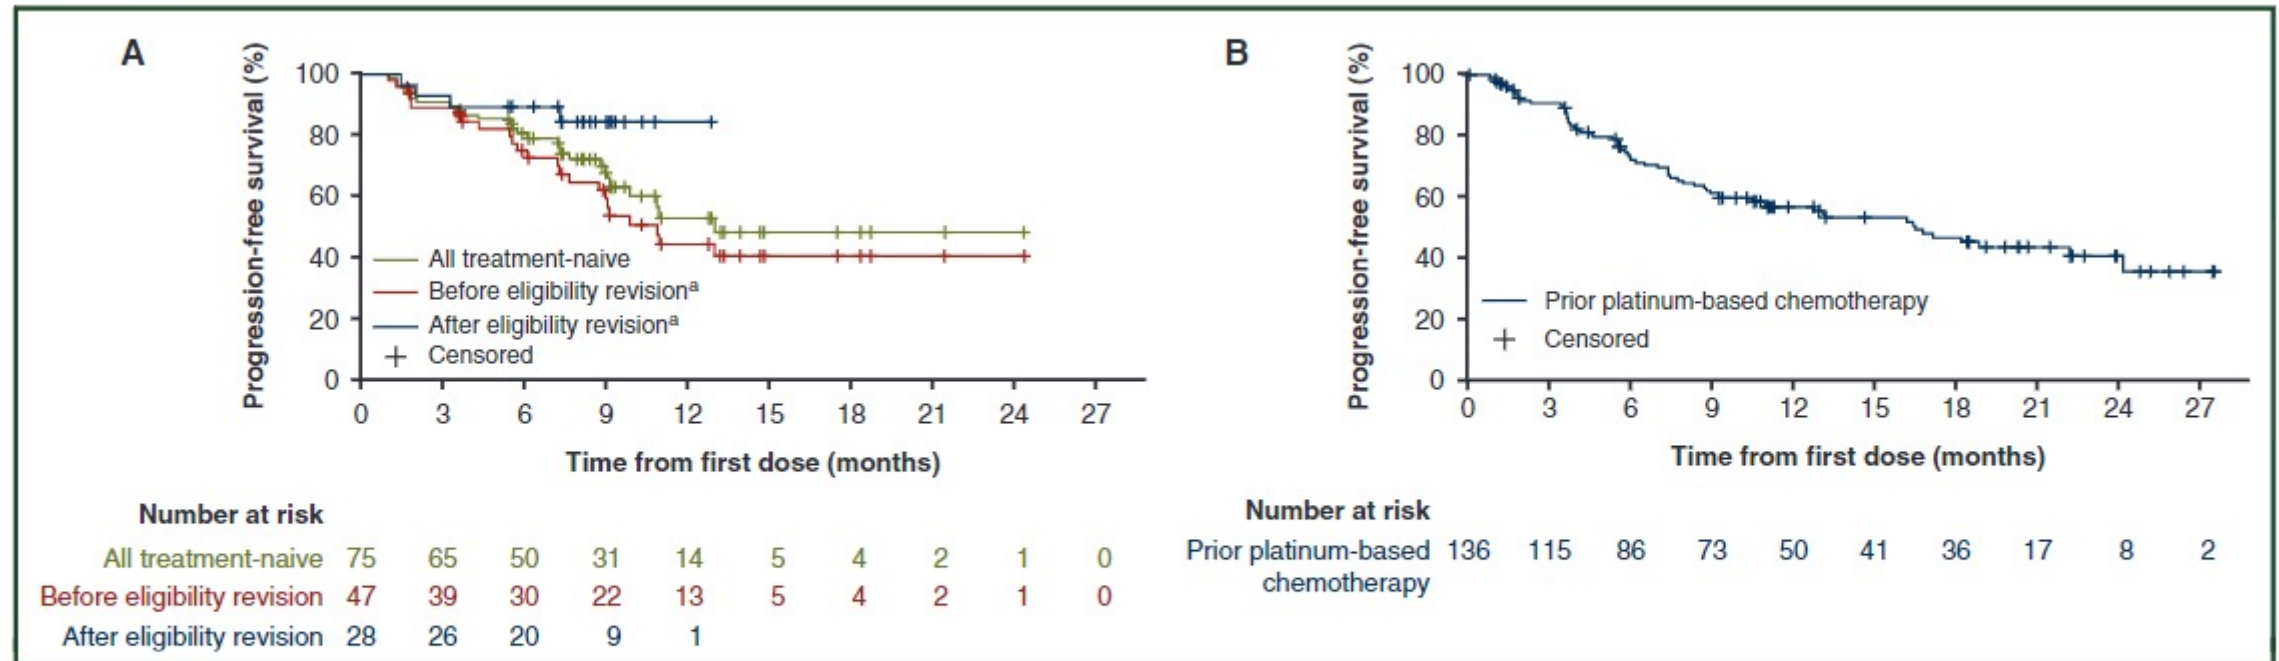 A
Progression-free survival (%)
100
80
60
40
20
0
All treatment-naive
Before eligibility revisionᵃ
After eligibility revisionᵃ
Censored
0 3 6 9 12 15 18 21 24 27
Time from first dose (months)
Number at risk
All treatment-naive 75 65 50 31 14 5 4 2 1 0
Before eligibility revision 47 39 30 22 13 5 4 2 1 0
After eligibility revision 28 26 20 9 1
B
Progression-free survival (%)
100
80
60
40
20
0
Prior platinum-based chemotherapy
Censored
0 3 6 9 12 15 18 21 24 27
Time from first dose (months)
Number at risk
Prior platinum-based 136 115 86 73 50 41 36 17 8 2
chemotherapy